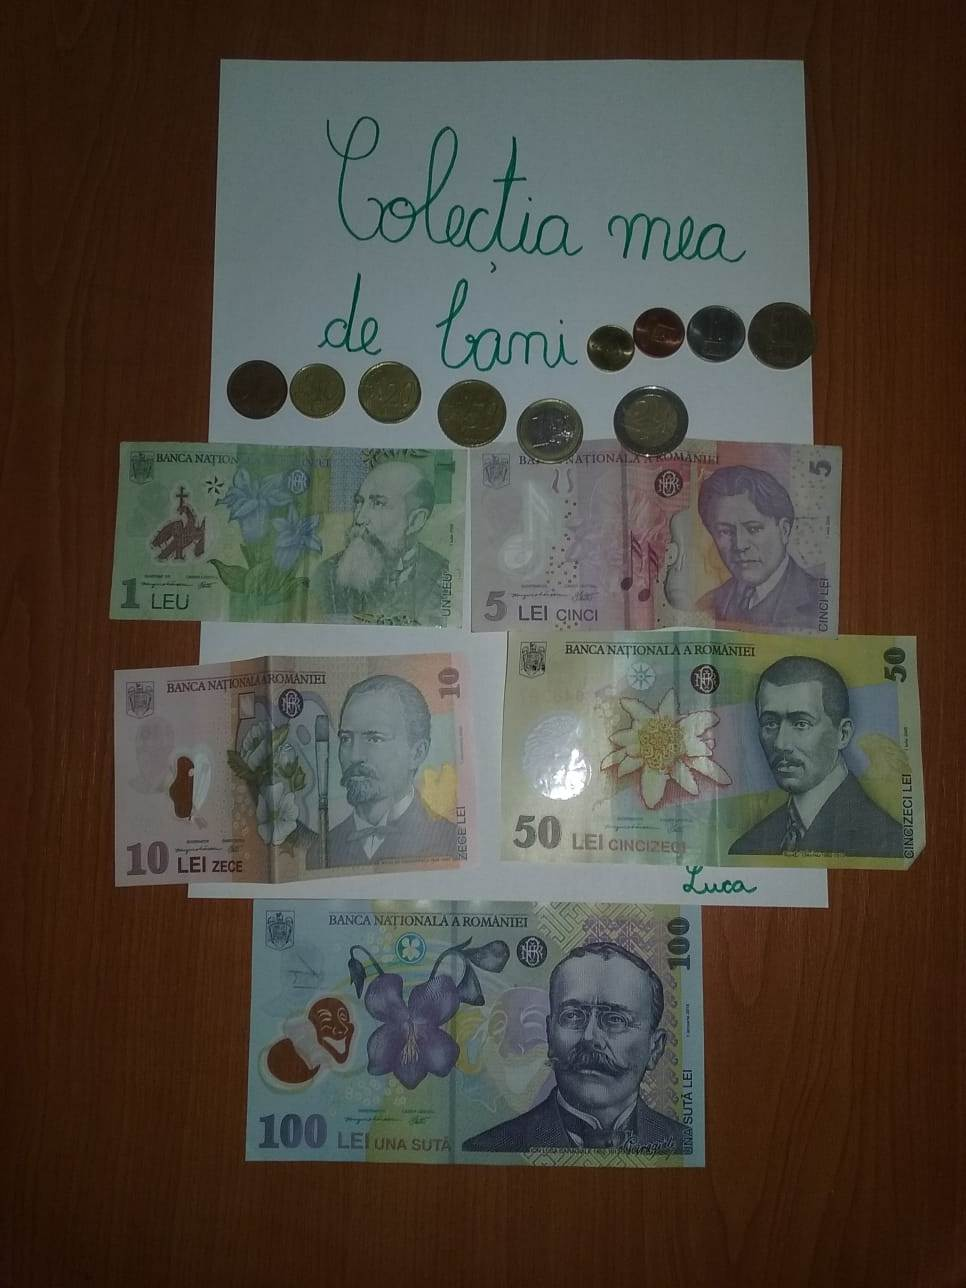 Colecția mea
de bani
1
BANCA NAȚION
1 LEU
UN LEU
BANCA NAȚIONALĂ A ROMÂNIEI
5
5 LEI CINCI
CINCI LEI
BANCA NAȚIONALĂ A ROMÂNIEI
10
10 LEI ZECE
ZECE LEI
BANCA NAȚIONALĂ A ROMÂNIEI
50
50 LEI CINCIZECI
CINCIZECI LEI
Luca
BANCA NAȚIONALĂ A ROMÂNIEI
100
100 LEI UNA SUTĂ
UNA SUTĂ LEI